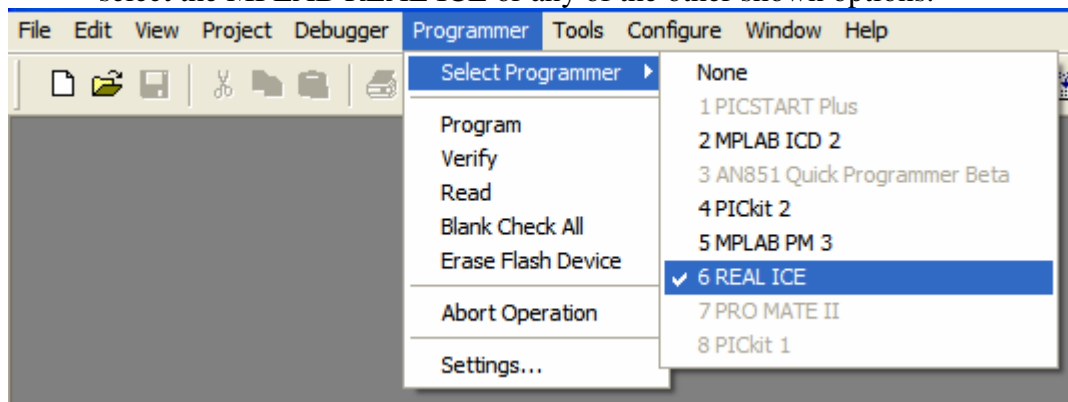 select the MPLAB REAL ICE or any of the other shown options.
File Edit View Project Debugger Programmer Tools Configure Window Help
Select Programmer
Program
Verify
Read
Blank Check All
Erase Flash Device
Abort Operation
Settings...
None
1 PICSTART Plus
2 MPLAB ICD 2
3 AN851 Quick Programmer Beta
4 PICkit 2
5 MPLAB PM 3
6 REAL ICE
7 PRO MATE II
8 PICkit 1